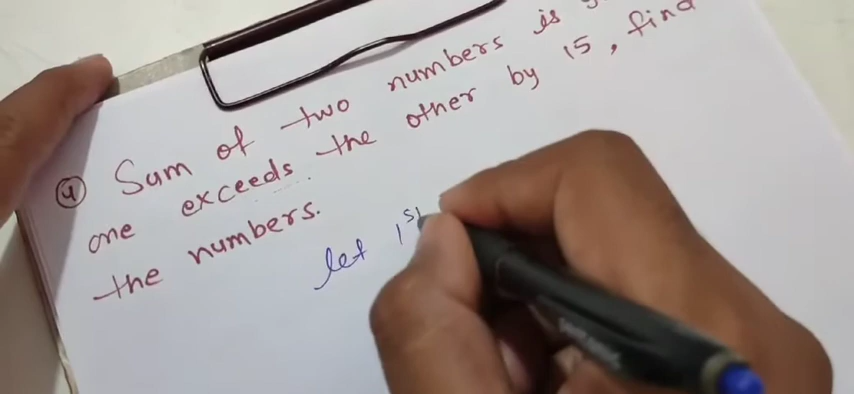 ④ Sum of two numbers is
one exceeds the other by 15, find
the numbers.
let 1st